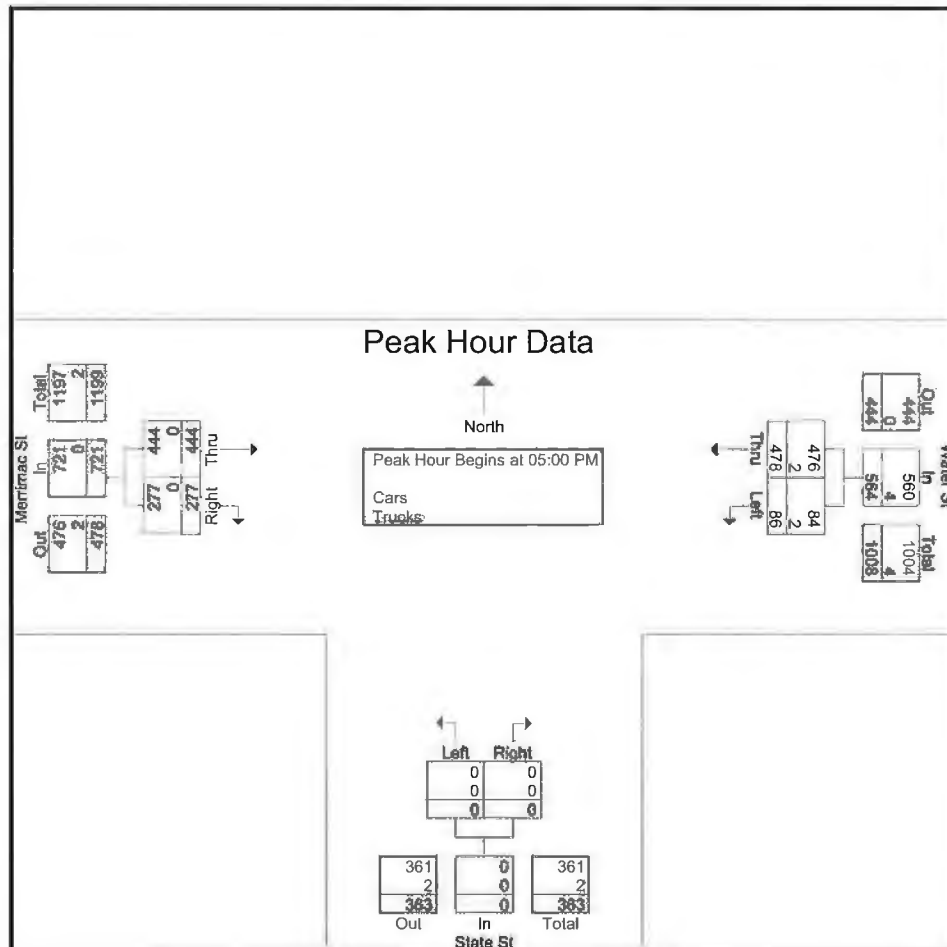 Peak Hour Data
North
Peak Hour Begins at 05:00 PM
Cars
Trucks
Merrimac St
Total
1197
2
1199
In
721
0
721
Out
476
2
478
444
0
444
Thru
277
0
277
Right
Water St
Out
444
0
444
In
560
4
564
Total
1004
4
1008
Thru
476
2
478
Left
84
2
86
Left Right
0 0
0 0
0 0
361 0 361
2 0 2
363 0 363
Out In Total
State St